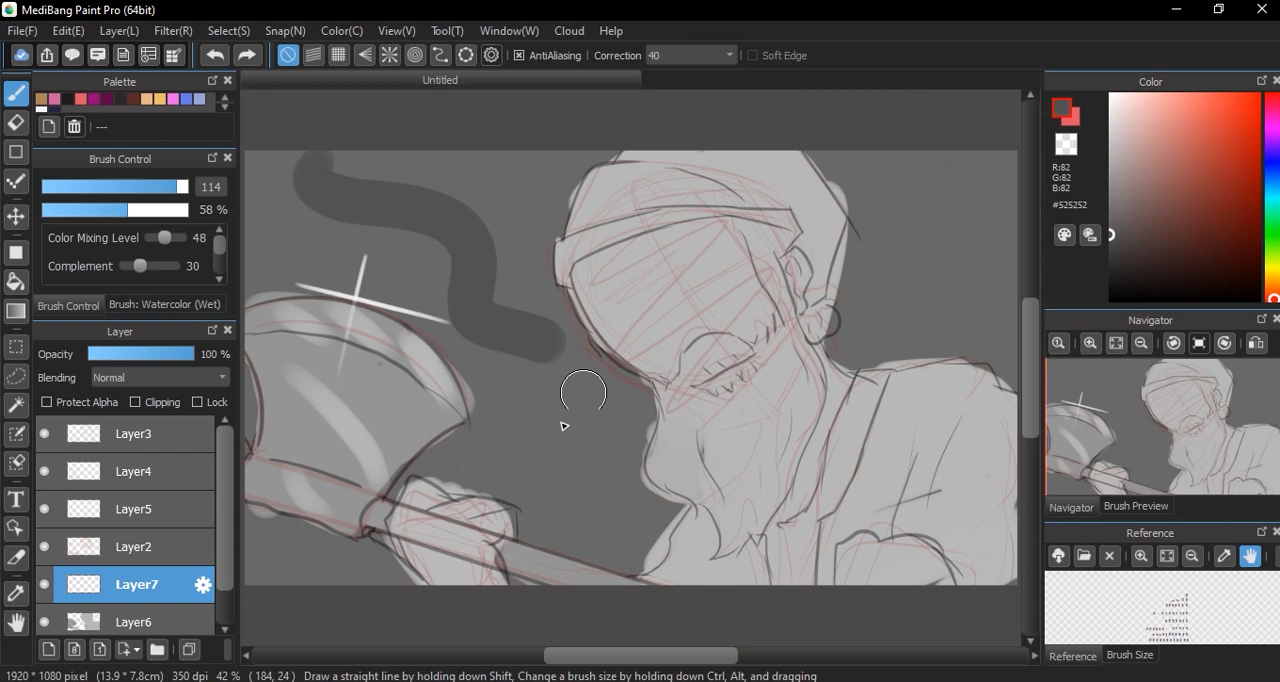 MediBang Paint Pro (64bit)
File(F) Edit(E) Layer(L) Filter(R) Select(S) Snap(N) Color(C) View(V) Tool(T) Window(W) Cloud Help
AntiAliasing Correction 40 Soft Edge
Palette
Untitled
Color
---
Brush Control
114
58 %
Color Mixing Level 48
Complement 30
Brush Control Brush: Watercolor (Wet)
R:82
G:82
B:82
#525252
Layer
Opacity 100 %
Blending Normal
Protect Alpha Clipping Lock
Layer3
Layer4
Layer5
Layer2
Layer7
Layer6
Navigator
Navigator Brush Preview
Reference
Reference Brush Size
T
8
1
1920 * 1080 pixel (13.9 * 7.8cm) 350 dpi 42 % ( 184, 24 ) Draw a straight line by holding down Shift, Change a brush size by holding down Ctrl, Alt, and dragging